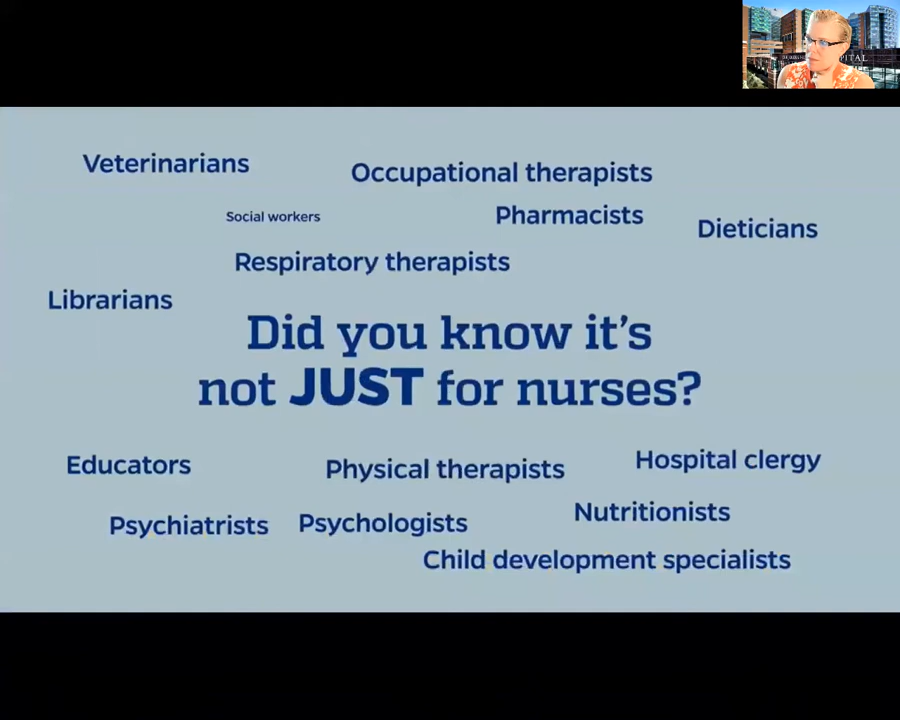 Veterinarians
Occupational therapists
Social workers
Pharmacists
Dieticians
Respiratory therapists
Librarians
Did you know it's
not JUST for nurses?
Educators
Physical therapists
Hospital clergy
Psychiatrists
Psychologists
Nutritionists
Child development specialists